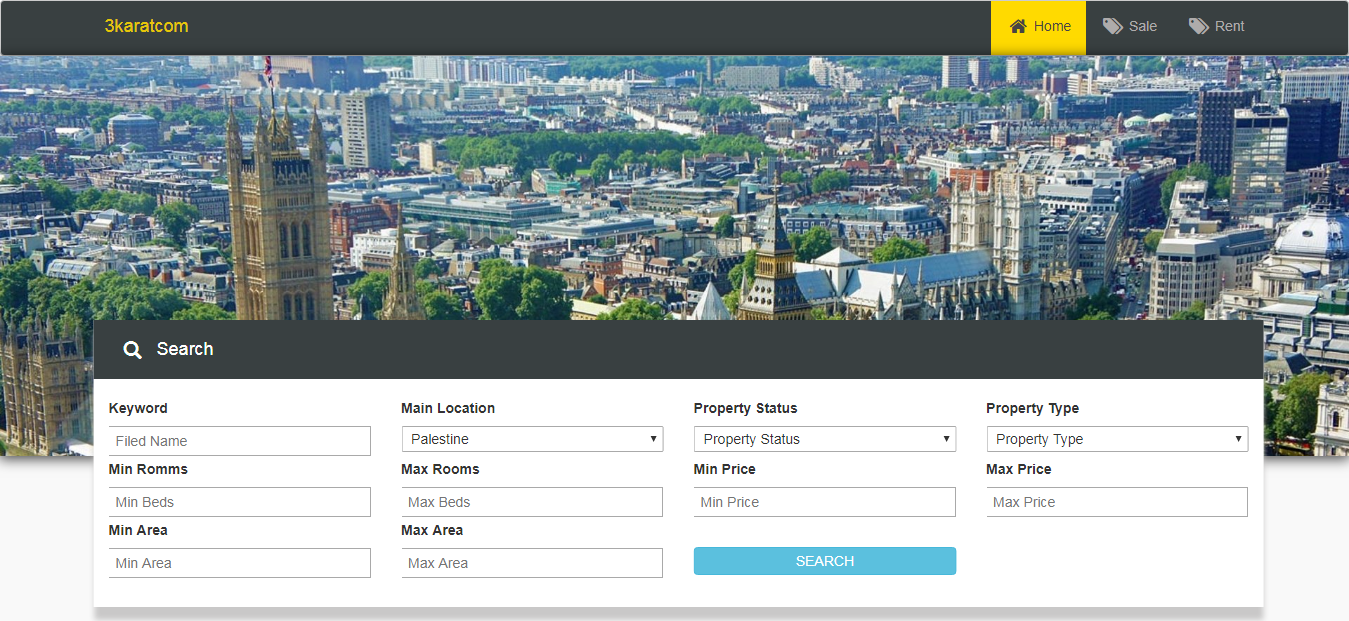 3karatcom
Home
Sale
Rent
Search
Keyword
Main Location
Property Status
Property Type
Filed Name
Palestine
Property Status
Property Type
Min Romms
Max Rooms
Min Price
Max Price
Min Beds
Max Beds
Min Price
Max Price
Min Area
Max Area
Min Area
Max Area
SEARCH